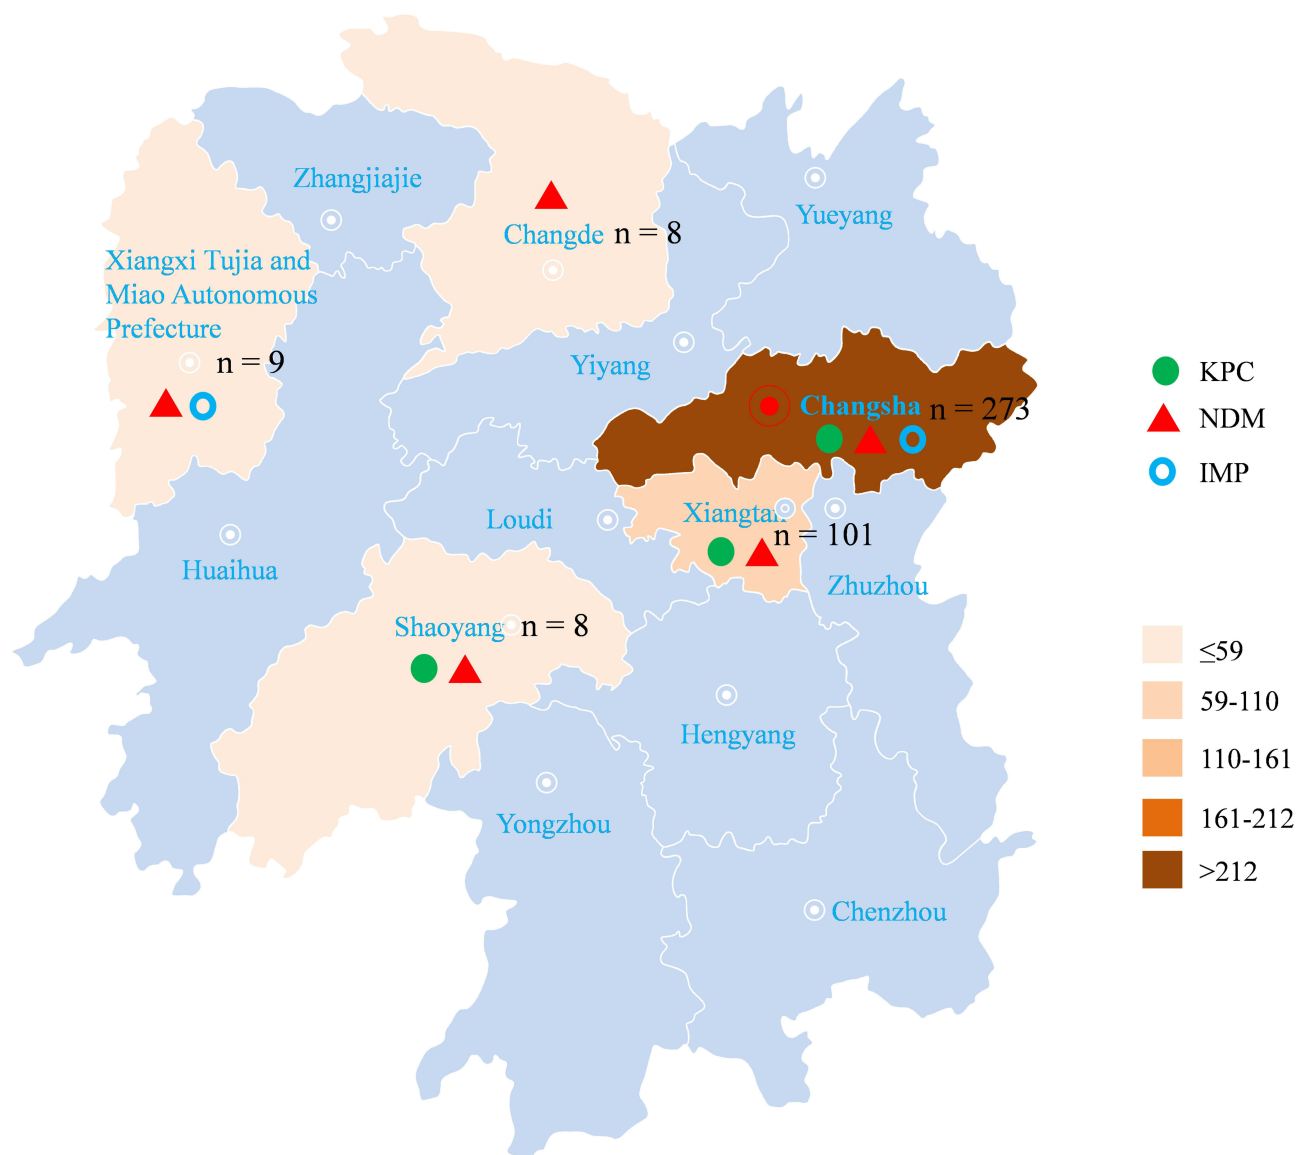 Zhangjiajie
Yueyang
Changde n = 8
Xiangxi Tujia and
Miao Autonomous
Prefecture
n = 9
Yiyang
Changsha n = 273
Xiangtan
n = 101
Loudi
Huaihua
Zhuzhou
Shaoyang n = 8
Hengyang
Yongzhou
Chenzhou
KPC
NDM
IMP
≤59
59-110
110-161
161-212
>212